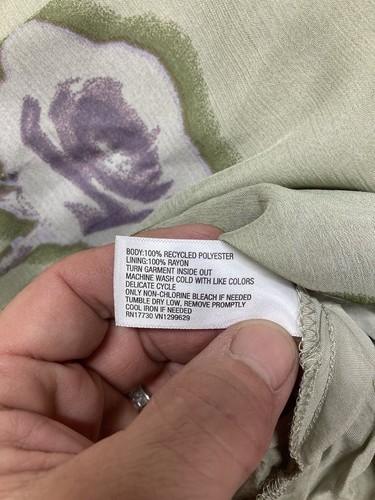 BODY:100% RECYCLED POLYESTER
LINING:100% RAYON
TURN GARMENT INSIDE OUT
MACHINE WASH COLD WITH LIKE COLORS
DELICATE CYCLE
ONLY NON-CHLORINE BLEACH IF NEEDED
TUMBLE DRY LOW, REMOVE PROMPTLY
COOL IRON IF NEEDED
RN17730 VN1299629